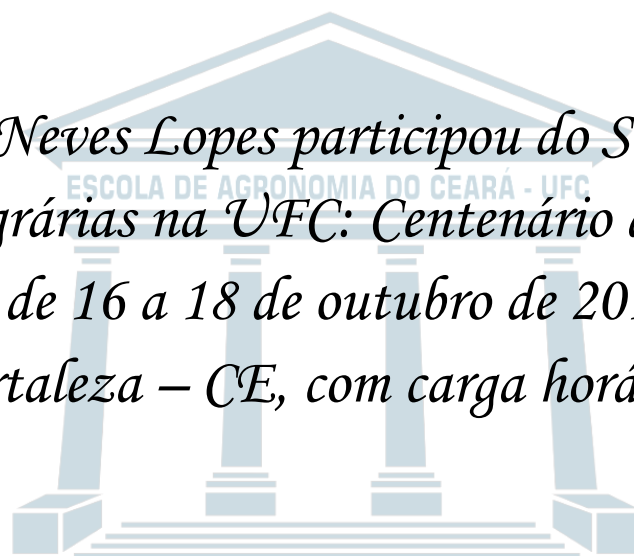 Neves Lopes participou do S
ESCOLA DE AGRONOMIA DO CEARÁ - UFC
grárias na UFC: Centenário
de 16 a 18 de outubro de 20
rtaleza – CE, com carga horá